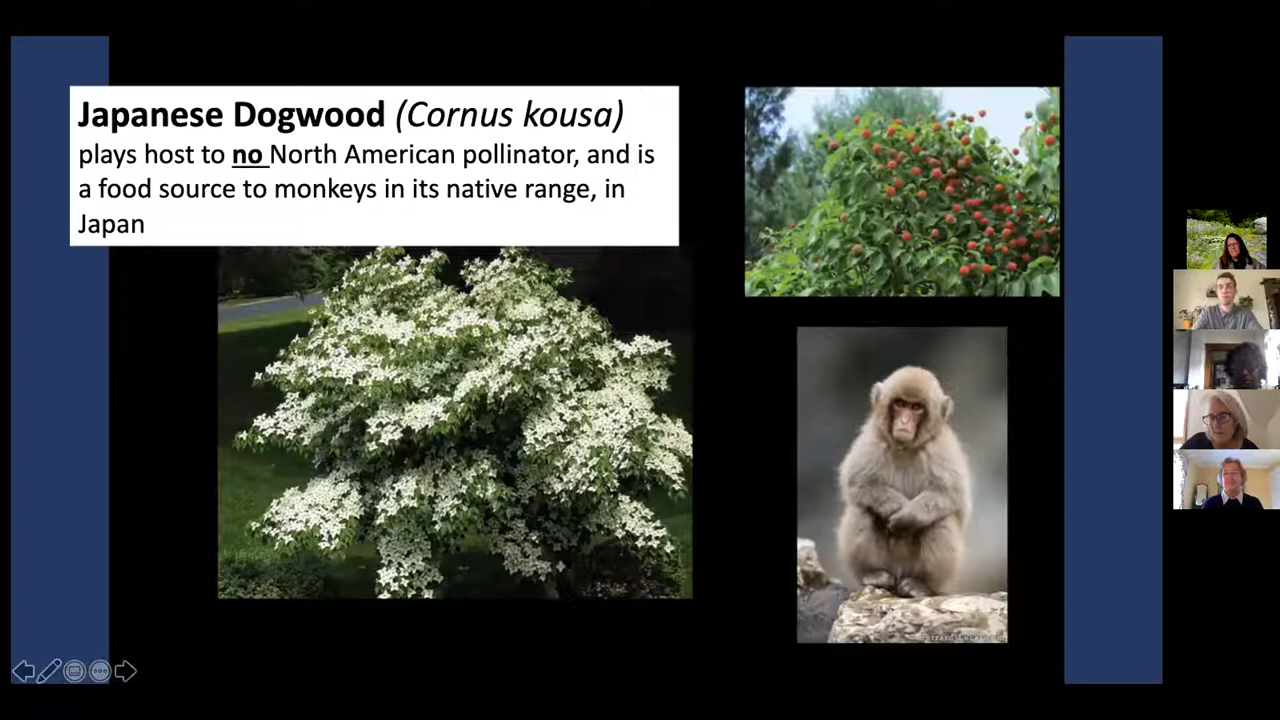 Japanese Dogwood (Cornus kousa)
plays host to no North American pollinator, and is
a food source to monkeys in its native range, in
Japan